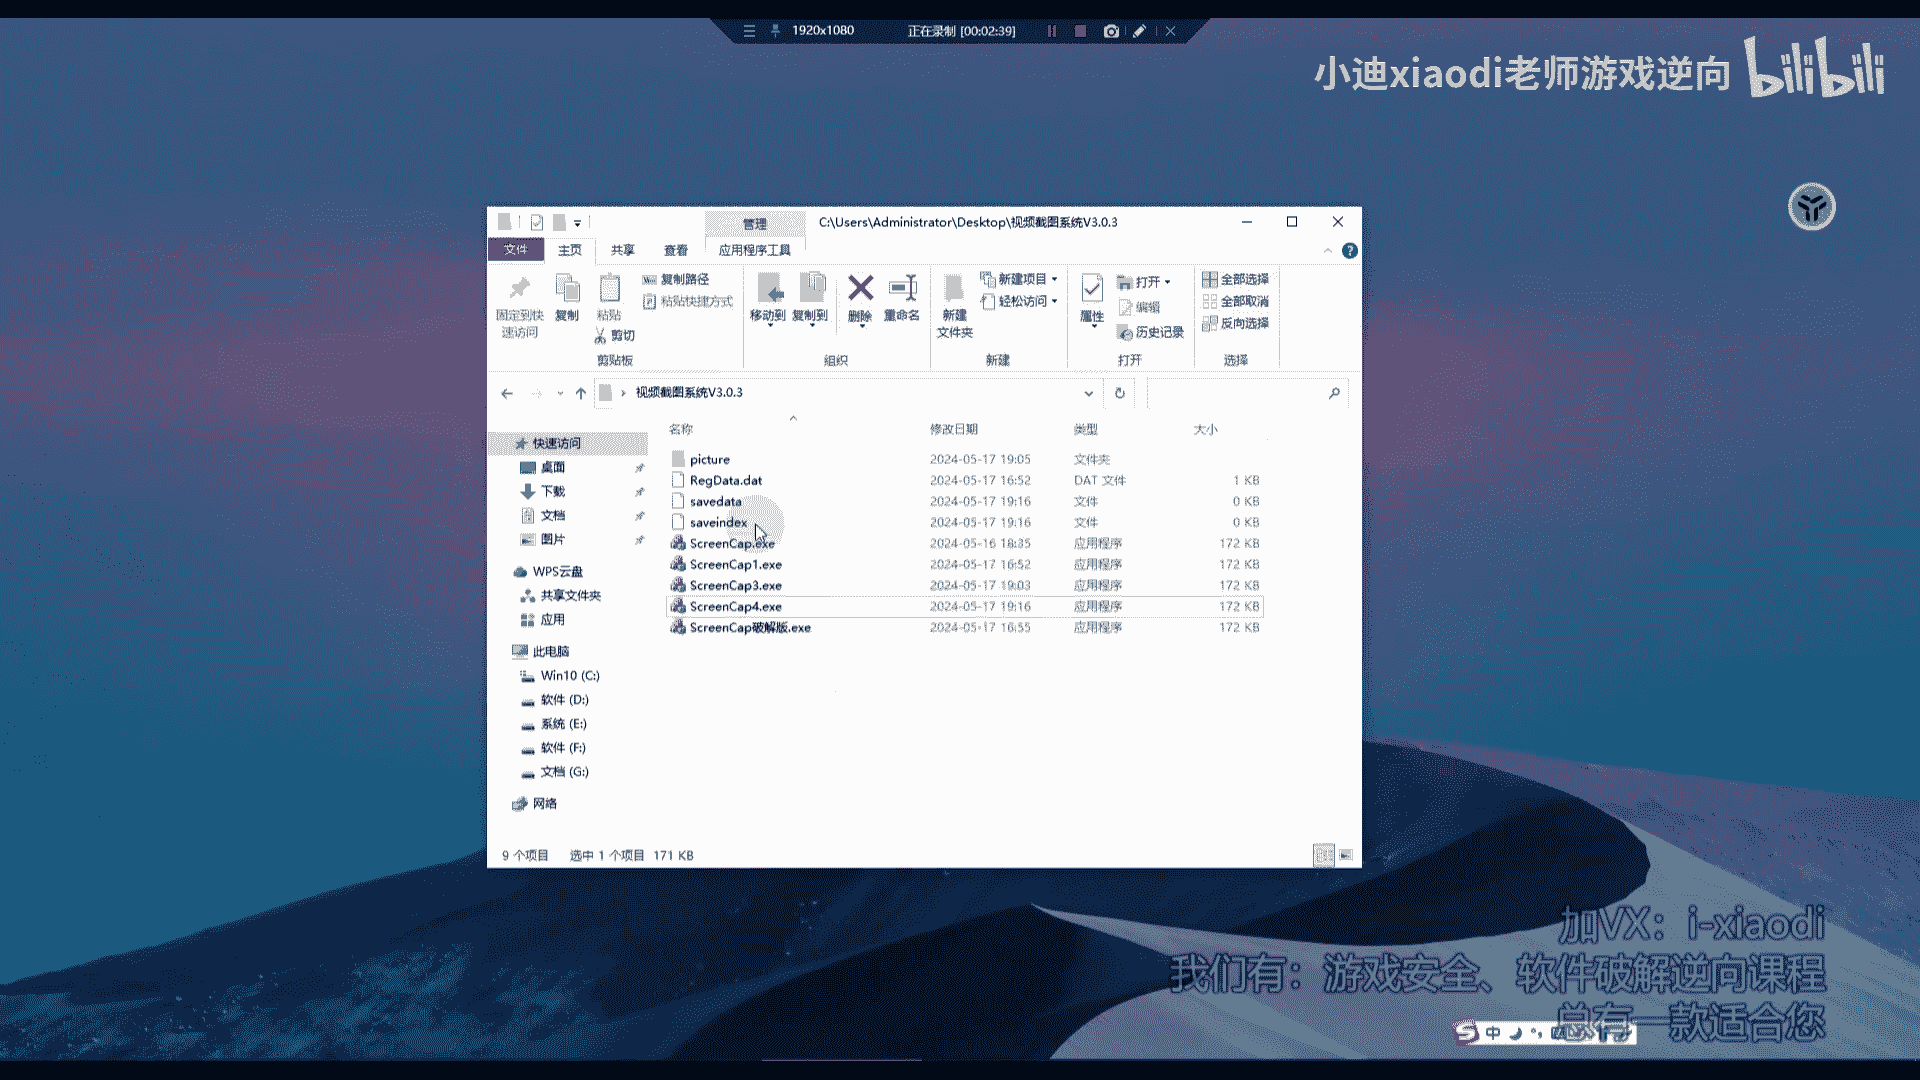 1920x1080 正在录制 [00:02:39]
小迪xiaodi老师游戏逆向 bilibili
管理 C:\Users\Administrator\Desktop\视频截图系统V3.0.3
文件 主页 共享 查看 应用程序工具
固定到快速访问 复制 粘贴 复制路径 粘贴快捷方式 剪切
移动到 复制到 删除 重命名
新建文件夹 新建项目 轻松访问
属性 打开 编辑 历史记录
全部选择 全部取消 反向选择
剪贴板 组织 新建 打开 选择
视频截图系统V3.0.3
名称 修改日期 类型 大小
picture 2024-05-17 19:05 文件夹
RegData.dat 2024-05-17 16:52 DAT 文件 1 KB
savedata 2024-05-17 19:16 文件 0 KB
saveindex 2024-05-17 19:16 文件 0 KB
ScreenCap.exe 2024-05-16 18:35 应用程序 172 KB
ScreenCap1.exe 2024-05-17 16:52 应用程序 172 KB
ScreenCap3.exe 2024-05-17 19:03 应用程序 172 KB
ScreenCap4.exe 2024-05-17 19:16 应用程序 172 KB
ScreenCap破解版.exe 2024-05-17 16:55 应用程序 172 KB
快速访问
桌面
下载
文档
图片
WPS云盘
共享文件夹
应用
此电脑
Win10 (C:)
软件 (D:)
系统 (E:)
软件 (F:)
文档 (G:)
网络
9 个项目 选中 1 个项目 171 KB
加VX：i-xiaodi
我们有：游戏安全、软件破解逆向课程
总有一款适合您
中